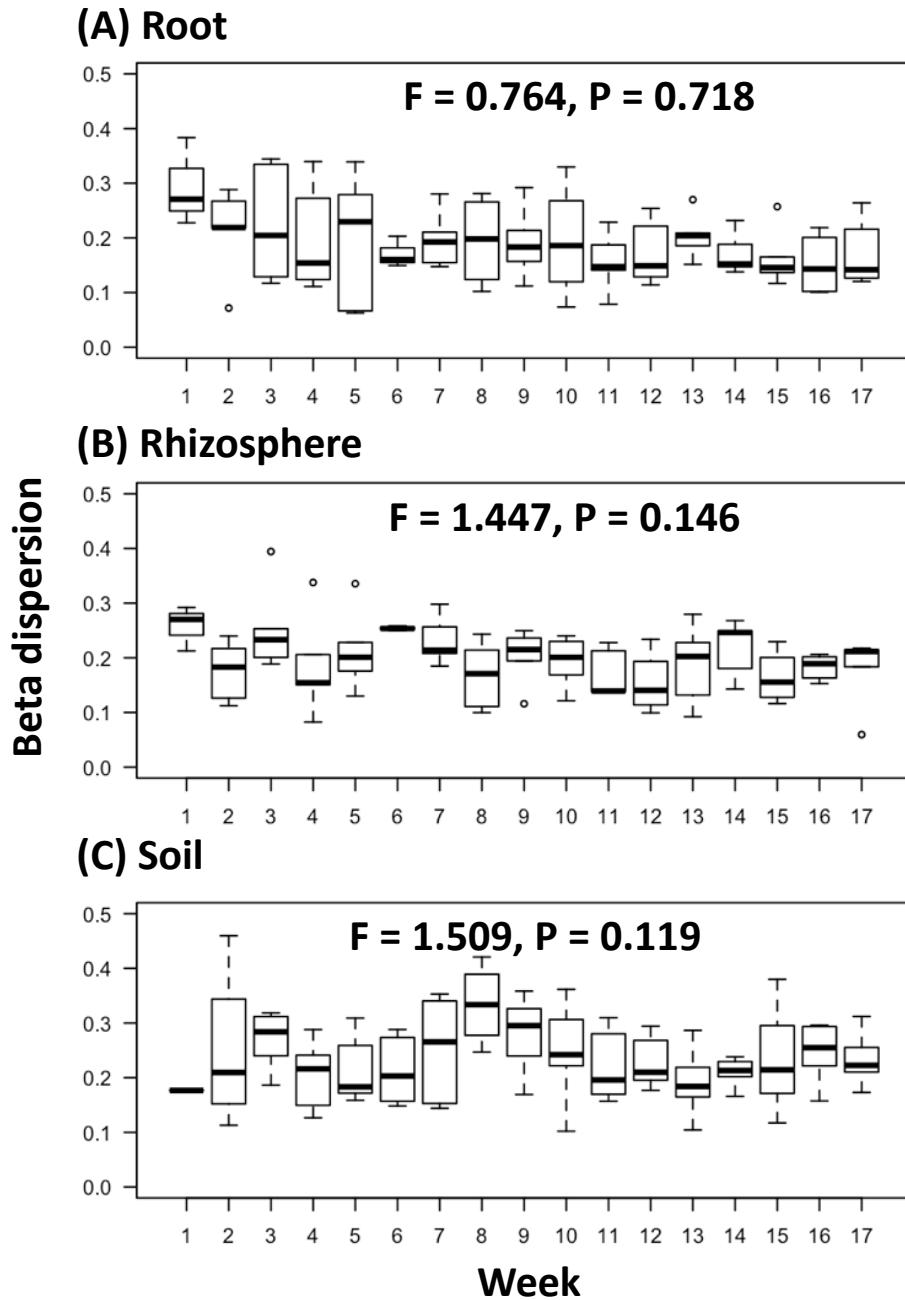 (A) Root
F = 0.764, P = 0.718
0.5
0.4
0.3
0.2
0.1
0.0
1 2 3 4 5 6 7 8 9 10 11 12 13 14 15 16 17
(B) Rhizosphere
F = 1.447, P = 0.146
0.5
0.4
0.3
0.2
0.1
0.0
1 2 3 4 5 6 7 8 9 10 11 12 13 14 15 16 17
Beta dispersion
(C) Soil
F = 1.509, P = 0.119
0.5
0.4
0.3
0.2
0.1
0.0
1 2 3 4 5 6 7 8 9 10 11 12 13 14 15 16 17
Week